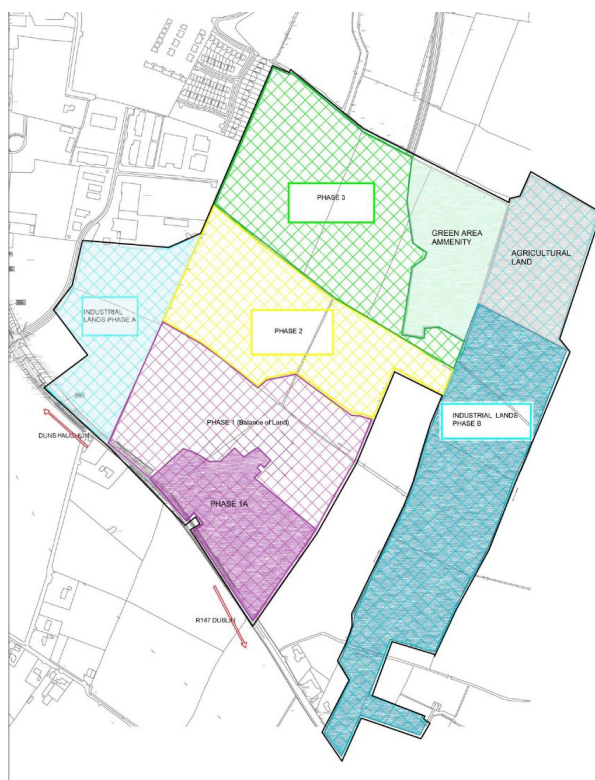 PHASE 3
GREEN AREA
AMMENITY
AGRICULTURAL
LAND
INDUSTRIAL
LANDS PHASE A
PHASE 2
INDUSTRIAL LANDS
PHASE B
PHASE 1 (Balance of Land)
DUNSHAUGHLIN
PHASE 1A
R147 DUBLIN